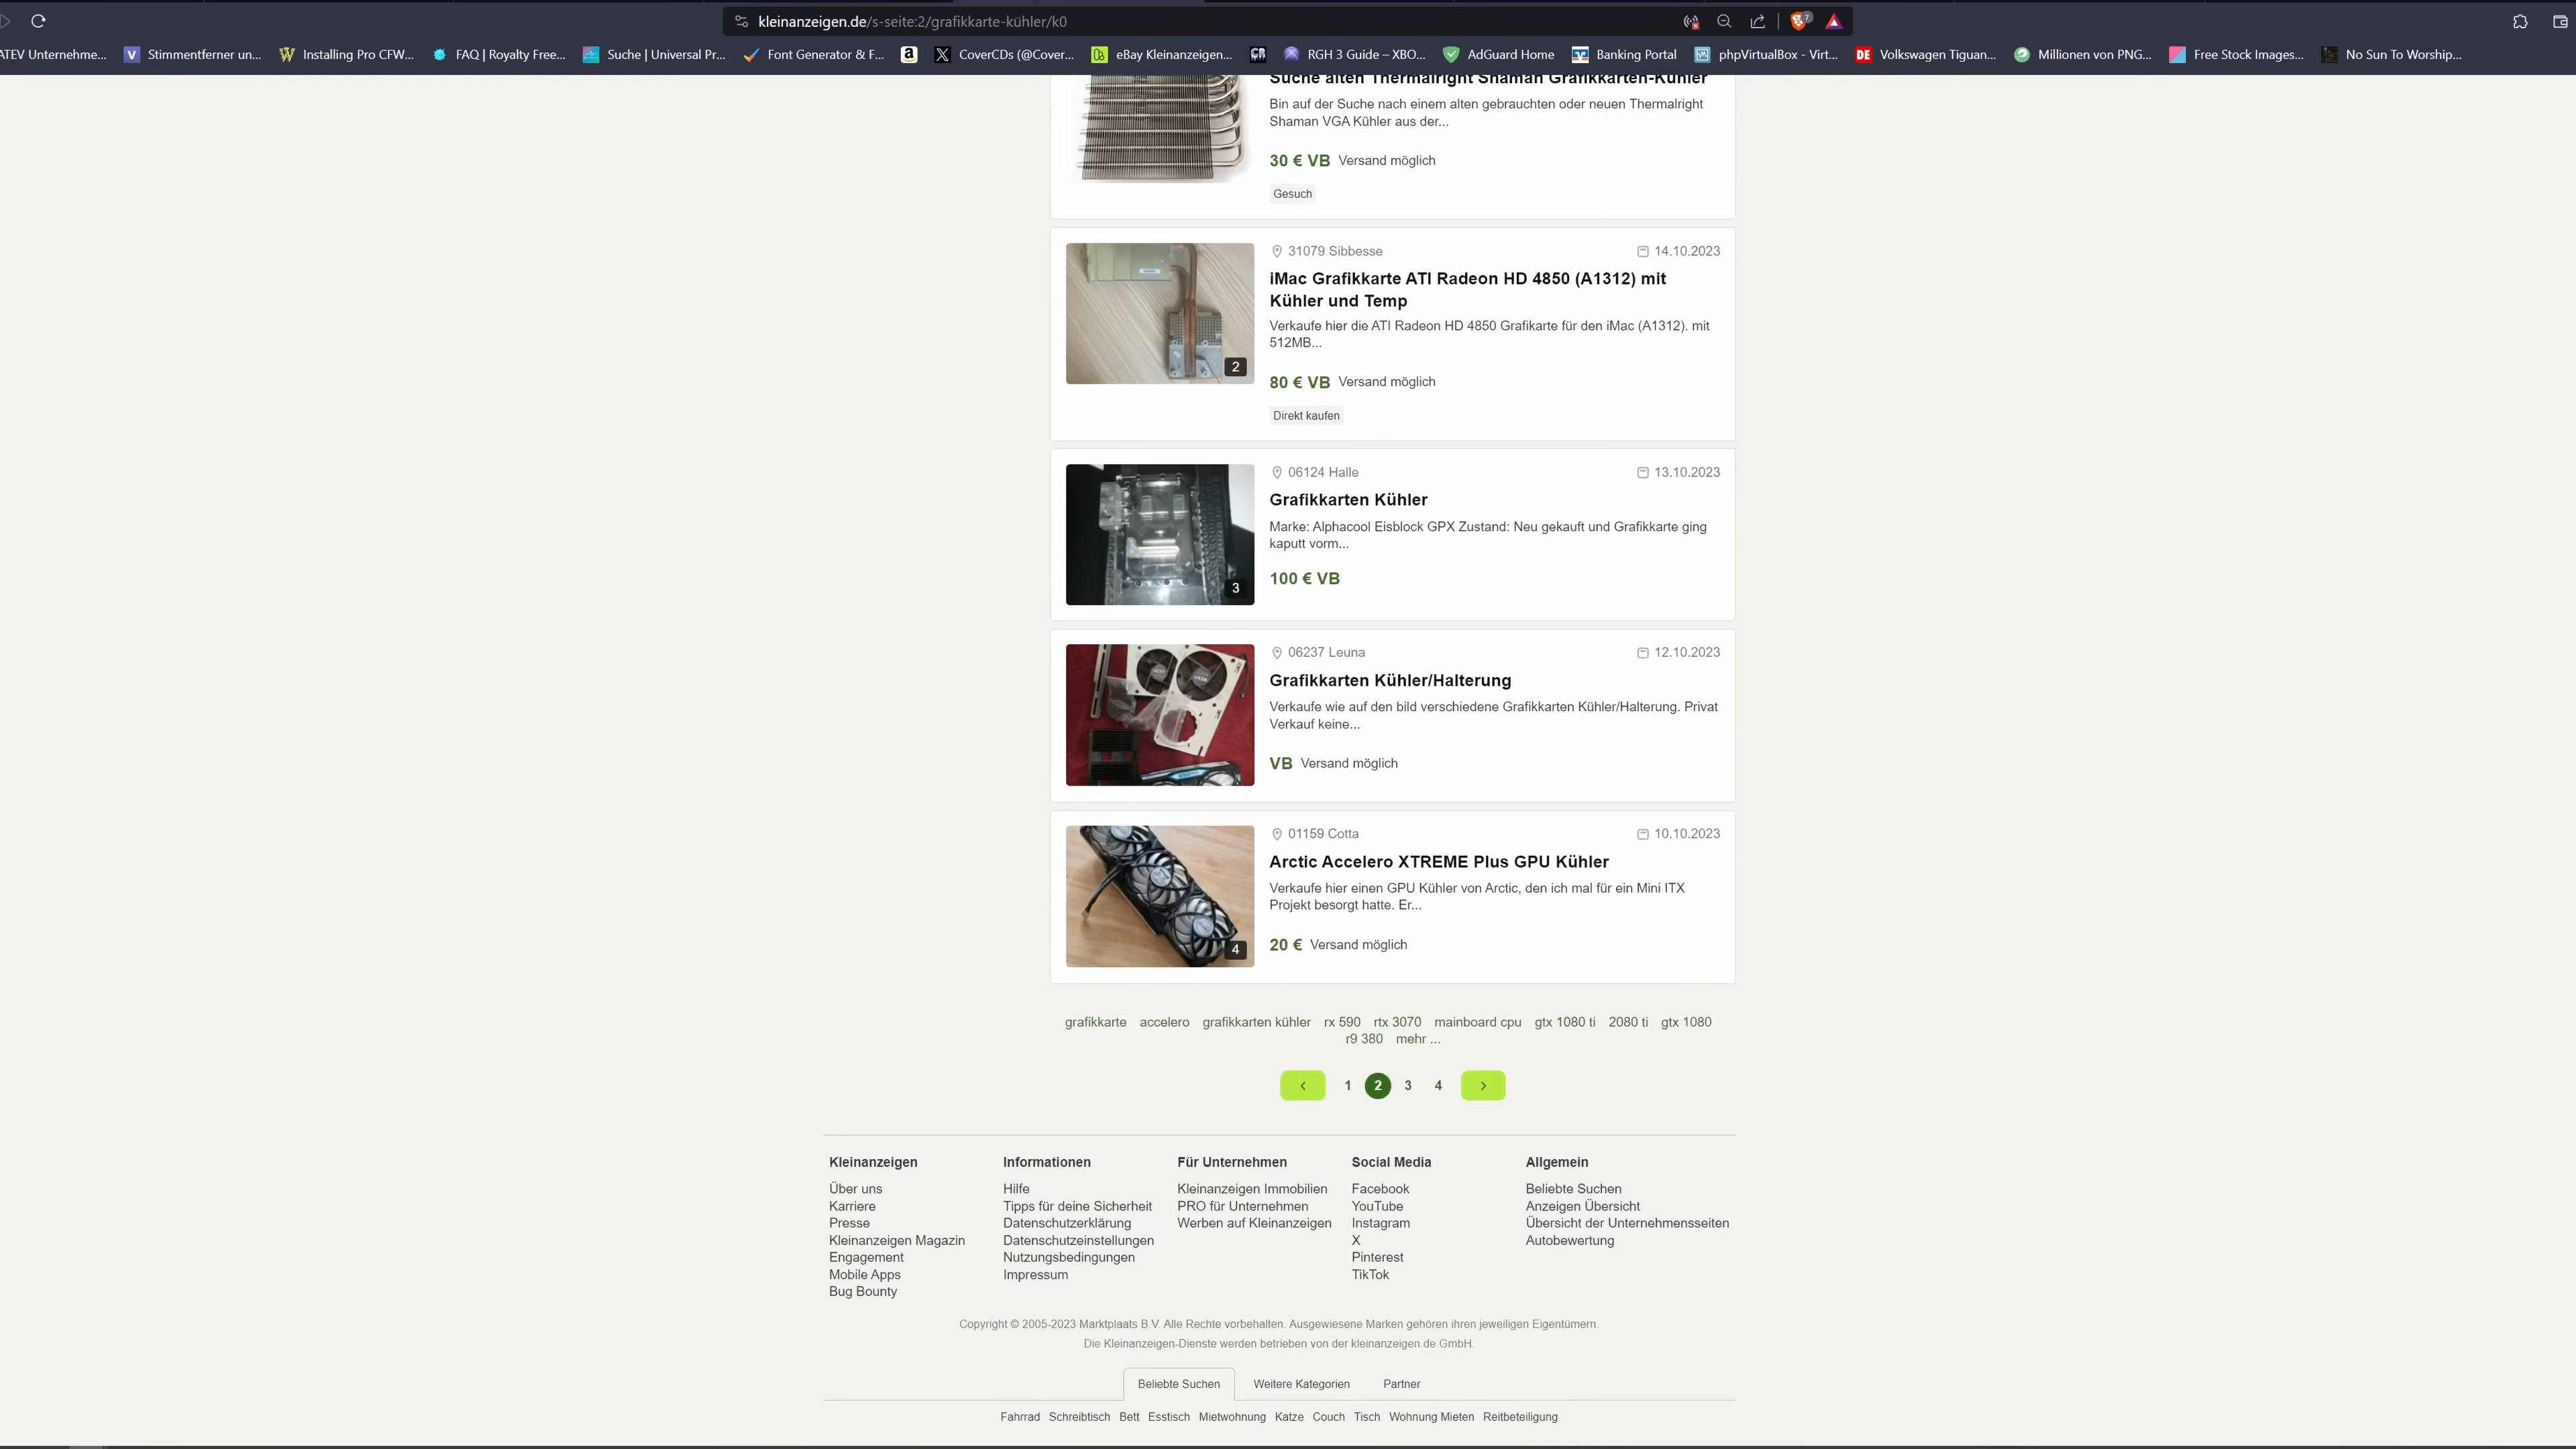 kleinanzeigen.de/s-seite:2/grafikkarte-kühler/k0
7
ATEV Unternehme...
V Stimmentferner un...
Installing Pro CFW...
FAQ | Royalty Free...
Suche | Universal Pr...
Font Generator & F...
CoverCDs (@Cover...
eBay Kleinanzeigen...
RGH 3 Guide – XBO...
AdGuard Home
Banking Portal
phpVirtualBox - Virt...
DE Volkswagen Tiguan...
Millionen von PNG...
Free Stock Images...
No Sun To Worship...
Suche alten Thermalright Shaman Grafikkarten-Kühler
Bin auf der Suche nach einem alten gebrauchten oder neuen Thermalright
Shaman VGA Kühler aus der...
30 € VB Versand möglich
Gesuch
31079 Sibbesse
14.10.2023
iMac Grafikkarte ATI Radeon HD 4850 (A1312) mit
Kühler und Temp
Verkaufe hier die ATI Radeon HD 4850 Grafikarte für den iMac (A1312). mit
512MB...
2
80 € VB Versand möglich
Direkt kaufen
06124 Halle
13.10.2023
Grafikkarten Kühler
Marke: Alphacool Eisblock GPX Zustand: Neu gekauft und Grafikkarte ging
kaputt vorm...
100 € VB
3
06237 Leuna
12.10.2023
Grafikkarten Kühler/Halterung
Verkaufe wie auf den bild verschiedene Grafikkarten Kühler/Halterung. Privat
Verkauf keine...
VB Versand möglich
01159 Cotta
10.10.2023
Arctic Accelero XTREME Plus GPU Kühler
Verkaufe hier einen GPU Kühler von Arctic, den ich mal für ein Mini ITX
Projekt besorgt hatte. Er...
20 € Versand möglich
4
grafikkarte accelero grafikkarten kühler rx 590 rtx 3070 mainboard cpu gtx 1080 ti 2080 ti gtx 1080
r9 380 mehr ...
1 2 3 4
Kleinanzeigen
Über uns
Karriere
Presse
Kleinanzeigen Magazin
Engagement
Mobile Apps
Bug Bounty
Informationen
Hilfe
Tipps für deine Sicherheit
Datenschutzerklärung
Datenschutzeinstellungen
Nutzungsbedingungen
Impressum
Für Unternehmen
Kleinanzeigen Immobilien
PRO für Unternehmen
Werben auf Kleinanzeigen
Social Media
Facebook
YouTube
Instagram
X
Pinterest
TikTok
Allgemein
Beliebte Suchen
Anzeigen Übersicht
Übersicht der Unternehmensseiten
Autobewertung
Copyright © 2005-2023 Marktplaats B.V. Alle Rechte vorbehalten. Ausgewiesene Marken gehören ihren jeweiligen Eigentümern.
Die Kleinanzeigen-Dienste werden betrieben von der kleinanzeigen.de GmbH.
Beliebte Suchen Weitere Kategorien Partner
Fahrrad Schreibtisch Bett Esstisch Mietwohnung Katze Couch Tisch Wohnung Mieten Reitbeteiligung